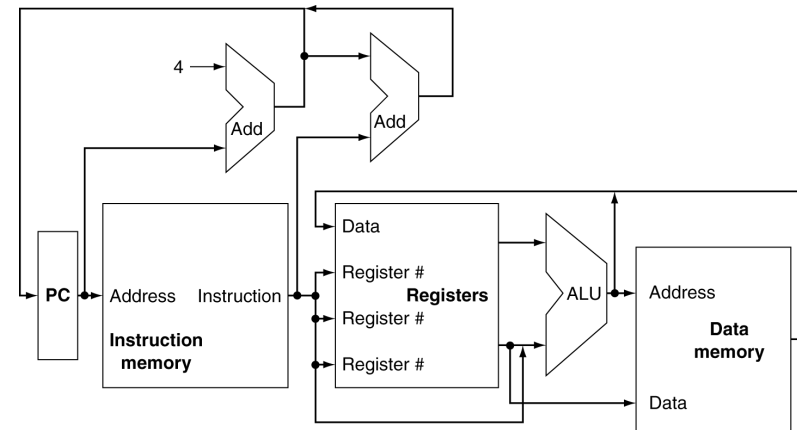 4
Add
Add
Data
Register #
PC
Address
Instruction
Registers
ALU
Address
Register #
Instruction
memory
Data
memory
Register #
Data